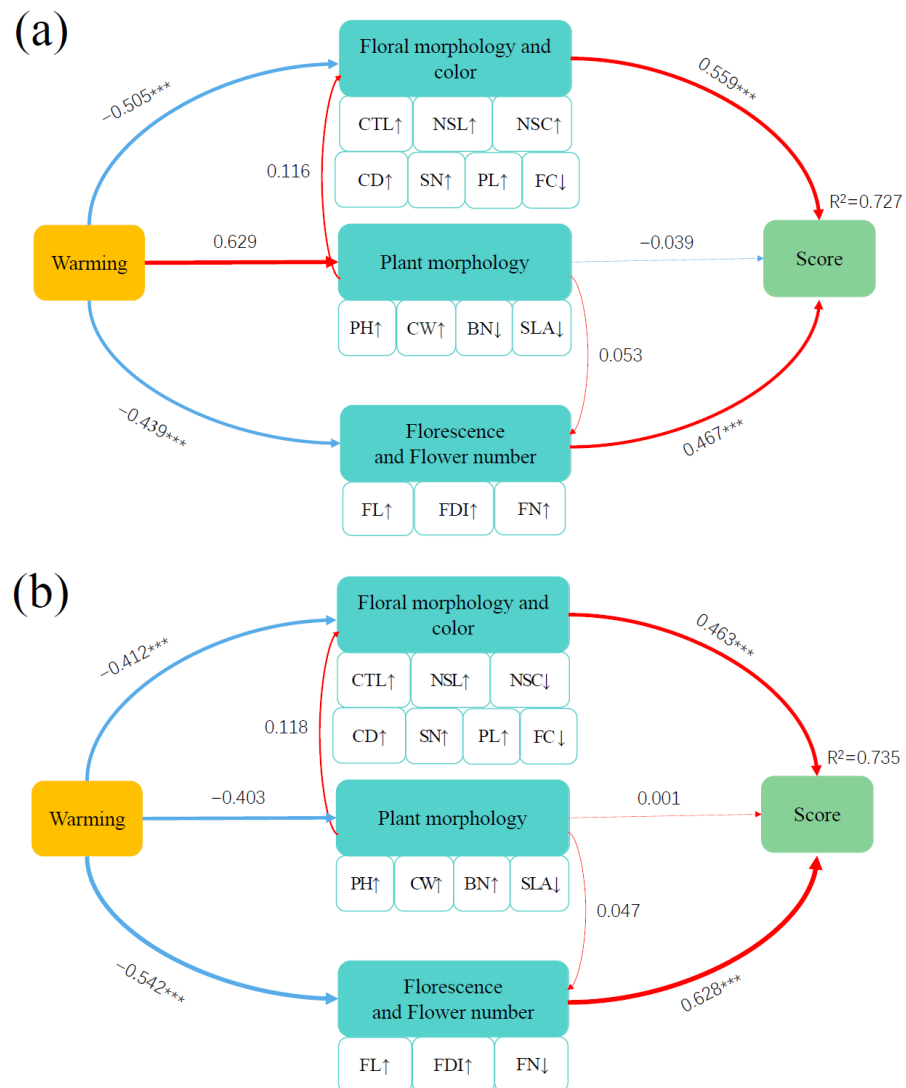 (a)
Floral morphology and
color
−0.505***
0.559***
CTL↑ NSL↑ NSC↑
0.116
CD↑ SN↑ PL↑ FC↓
R²=0.727
Warming
0.629
Plant morphology
−0.039
Score
PH↑ CW↑ BN↓ SLA↓
0.053
−0.439***
Florescence
and Flower number
0.467***
FL↑ FDI↑ FN↑
(b)
Floral morphology and
color
−0.412***
0.463***
CTL↑ NSL↑ NSC↓
0.118
CD↑ SN↑ PL↑ FC↓
R²=0.735
Warming
−0.403
Plant morphology
0.001
Score
PH↑ CW↑ BN↑ SLA↓
0.047
−0.542***
Florescence
and Flower number
0.628***
FL↑ FDI↑ FN↓